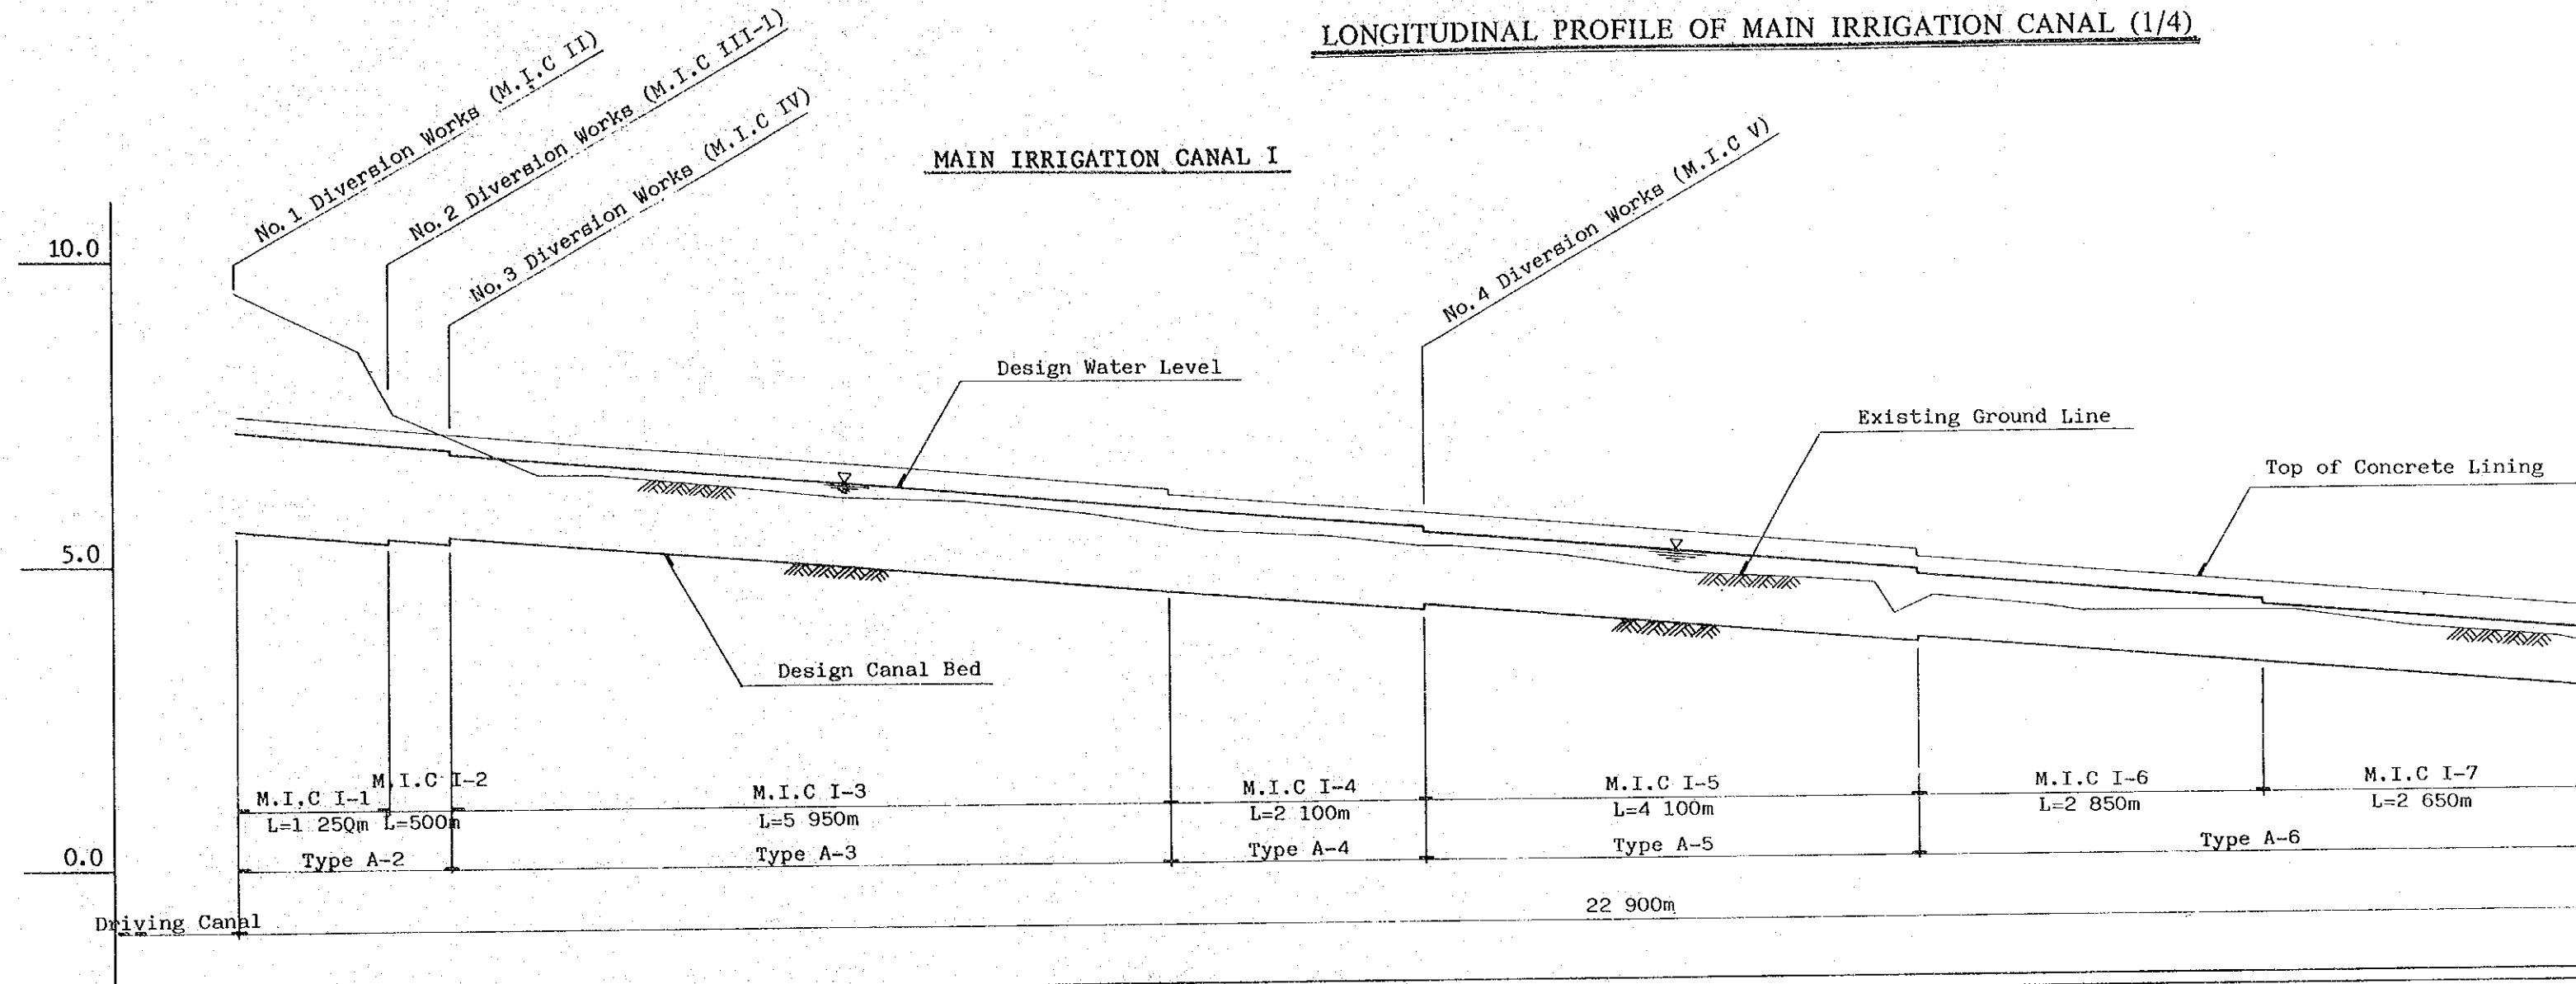 LONGITUDINAL PROFILE OF MAIN IRRIGATION CANAL (1/4)
No.1 Diversion Works (M.I.C II)
No.2 Diversion Works (M.I.C III-1)
No.3 Diversion Works (M.I.C IV)
MAIN IRRIGATION CANAL I
No.4 Diversion Works (M.I.C V)
10.0
Design Water Level
Existing Ground Line
Top of Concrete Lining
5.0
Design Canal Bed
M.I.C I-1
M.I.C I-2
M.I.C I-3
M.I.C I-4
M.I.C I-5
M.I.C I-6
M.I.C I-7
L=1 250m
L=500m
L=5 950m
L=2 100m
L=4 100m
L=2 850m
L=2 650m
0.0
Type A-2
Type A-3
Type A-4
Type A-5
Type A-6
22 900m
Driving Canal